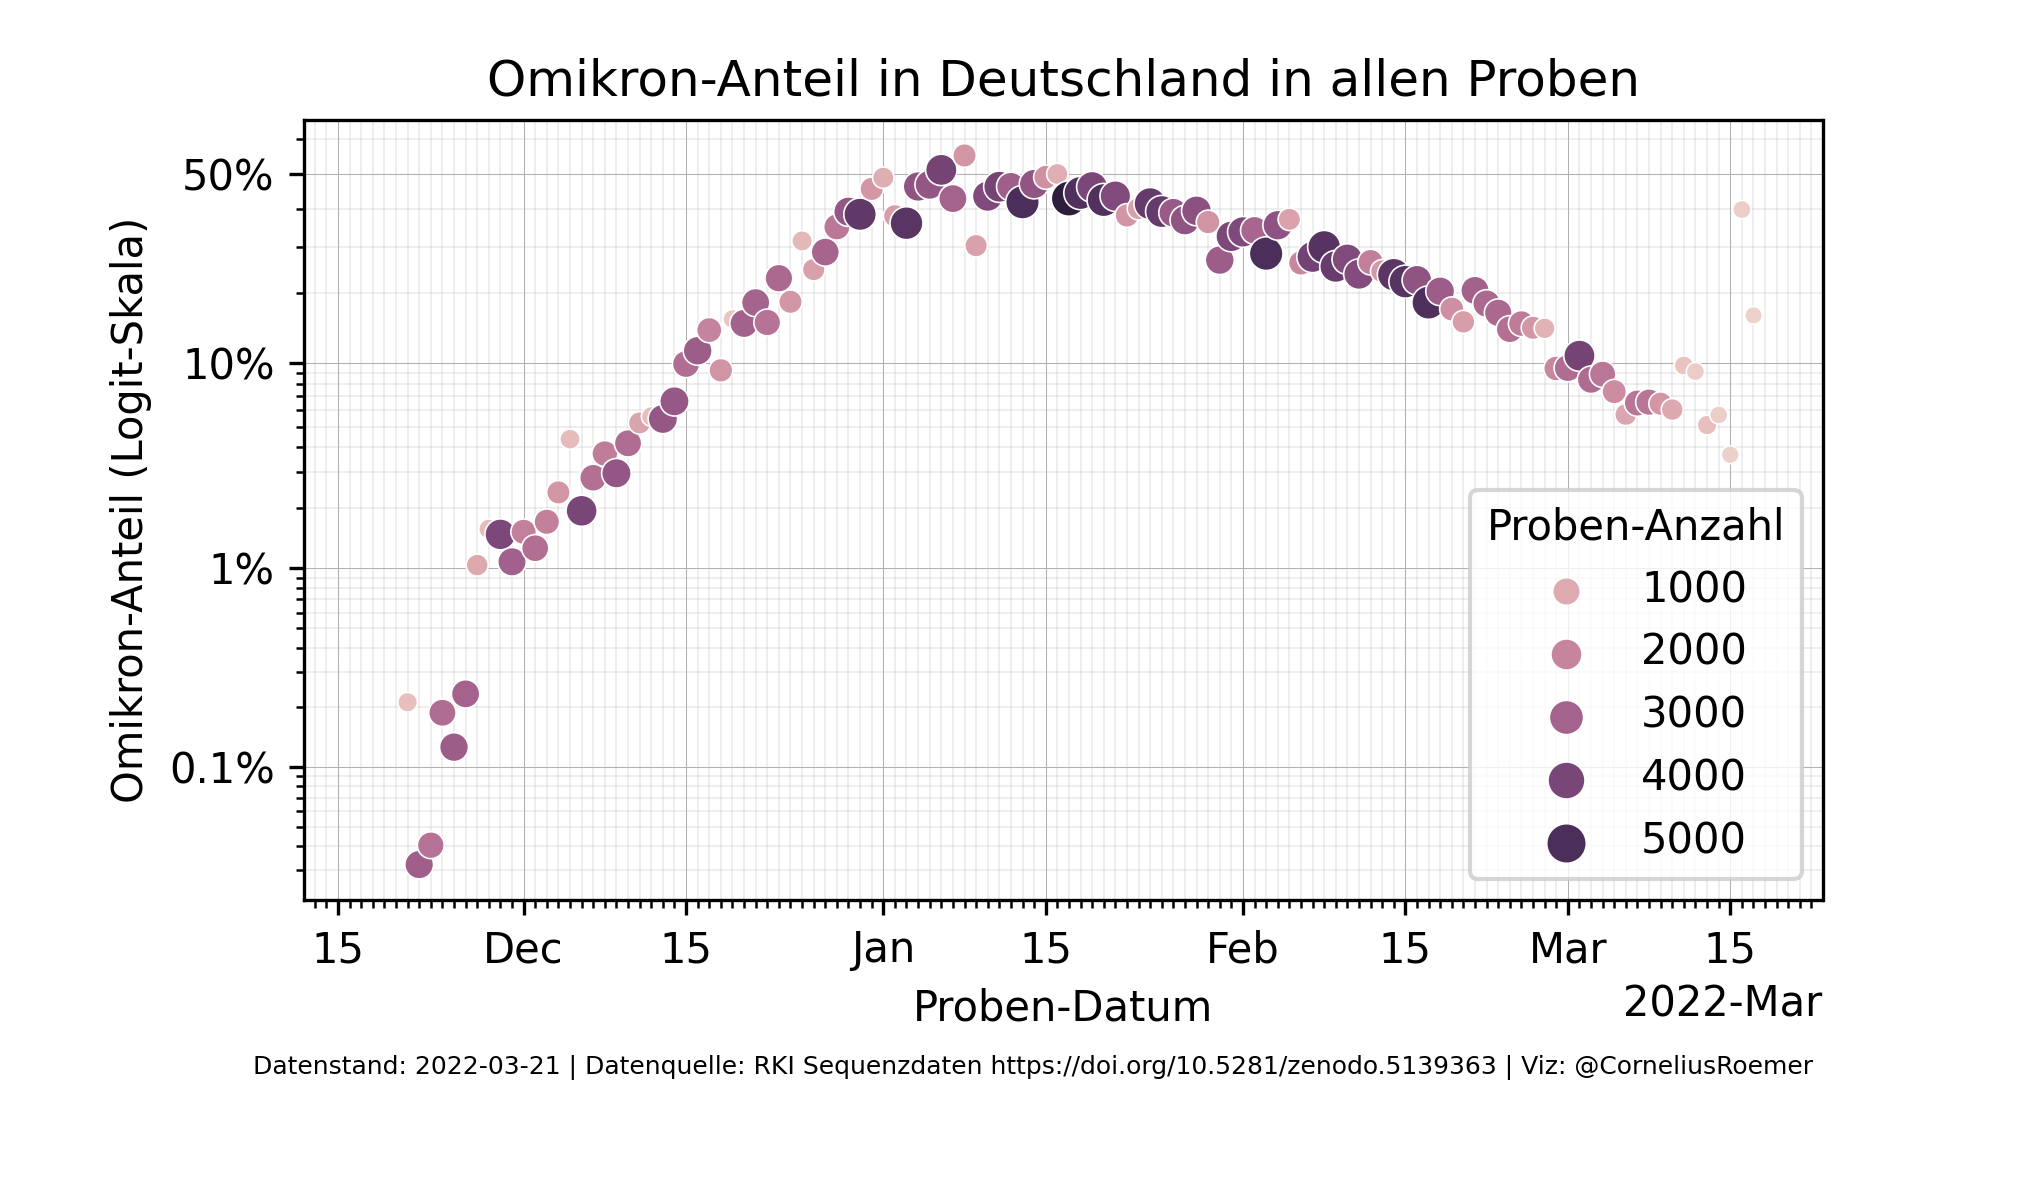 Omikron-Anteil in Deutschland in allen Proben
Omikron-Anteil (Logit-Skala)
50%
10%
1%
0.1%
Proben-Anzahl
1000
2000
3000
4000
5000
15 Dec 15 Jan 15 Feb 15 Mar 15
2022-Mar
Proben-Datum
Datenstand: 2022-03-21 | Datenquelle: RKI Sequenzdaten https://doi.org/10.5281/zenodo.5139363 | Viz: @CorneliusRoemer